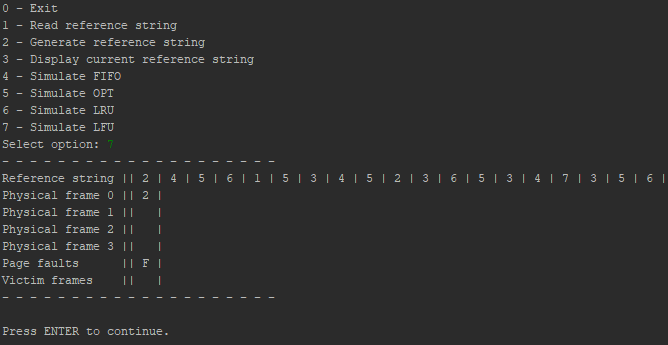 0 - Exit
1 - Read reference string
2 - Generate reference string
3 - Display current reference string
4 - Simulate FIFO
5 - Simulate OPT
6 - Simulate LRU
7 - Simulate LFU
Select option: 7
- - - - - - - - - - - - - - - - - - - -
Reference string || 2 | 4 | 5 | 6 | 1 | 5 | 3 | 4 | 5 | 2 | 3 | 6 | 5 | 3 | 4 | 7 | 3 | 5 | 6 |
Physical frame 0 || 2 |
Physical frame 1 ||   |
Physical frame 2 ||   |
Physical frame 3 ||   |
Page faults      || F |
Victim frames    ||   |
- - - - - - - - - - - - - - - - - - - -
Press ENTER to continue.